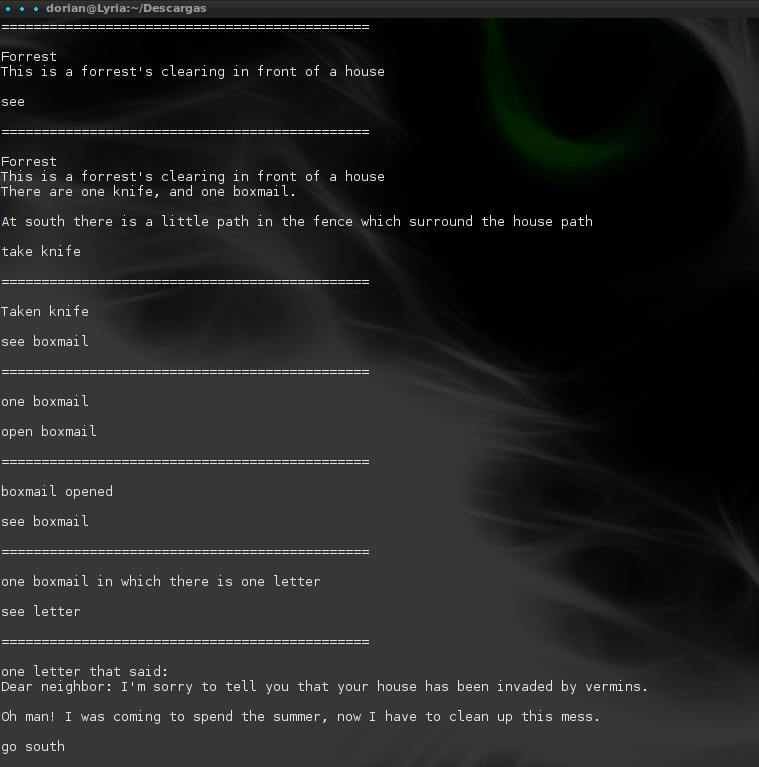 dorian@Lyria:~/Descargas
==============================================
Forrest
This is a forrest's clearing in front of a house
see
==============================================
Forrest
This is a forrest's clearing in front of a house
There are one knife, and one boxmail.
At south there is a little path in the fence which surround the house path
take knife
==============================================
Taken knife
see boxmail
==============================================
one boxmail
open boxmail
==============================================
boxmail opened
see boxmail
==============================================
one boxmail in which there is one letter
see letter
==============================================
one letter that said:
Dear neighbor: I'm sorry to tell you that your house has been invaded by vermins.
Oh man! I was coming to spend the summer, now I have to clean up this mess.
go south